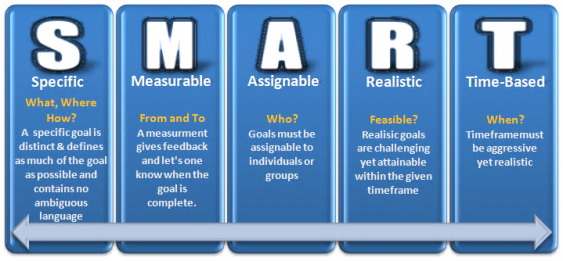 S
Specific
What, Where
How?
A specific goal is
distinct & defines
as much of the goal
as possible and
contains no
ambiguous
language
M
Measurable
From and To
A measurment
gives feedback
and let's one
know when the
goal is
complete.
A
Assignable
Who?
Goals must be
assignable to
individuals or
groups
R
Realistic
Feasible?
Realisic goals
are challenging
yet attainable
within the given
timeframe
T
Time-Based
When?
Timeframemust
be aggressive
yet realistic